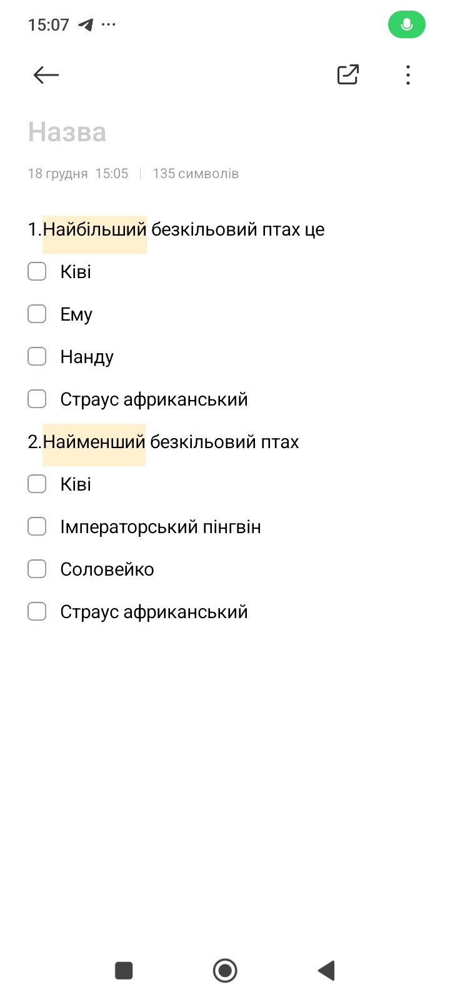 15:07
Назва
18 грудня 15:05 | 135 символів
1.Найбільший безкільовий птах це
Ківі
Ему
Нанду
Страус африканський
2.Найменший безкільовий птах
Ківі
Імператорський пінгвін
Соловейко
Страус африканський